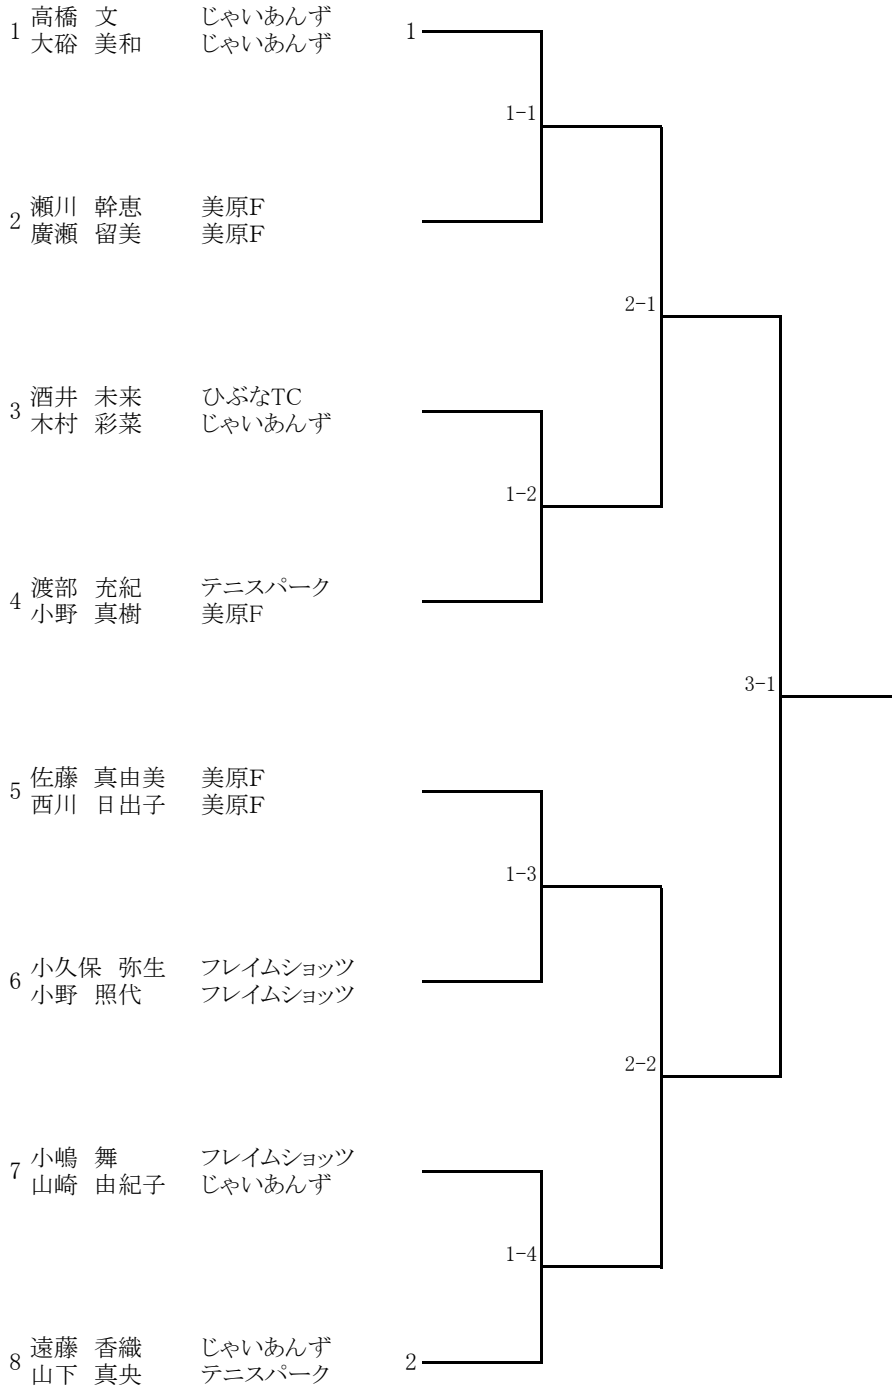 1 高橋 文 じゃいあんず 1
大硲 美和 じゃいあんず
1-1
2 瀬川 幹恵 美原F
廣瀬 留美 美原F
2-1
3 酒井 未来 ひぶなTC
木村 彩菜 じゃいあんず
1-2
4 渡部 充紀 テニスパーク
小野 真樹 美原F
3-1
5 佐藤 真由美 美原F
西川 日出子 美原F
1-3
6 小久保 弥生 フレイムショッツ
小野 照代 フレイムショッツ
2-2
7 小嶋 舞 フレイムショッツ
山崎 由紀子 じゃいあんず
1-4
8 遠藤 香織 じゃいあんず 2
山下 真央 テニスパーク